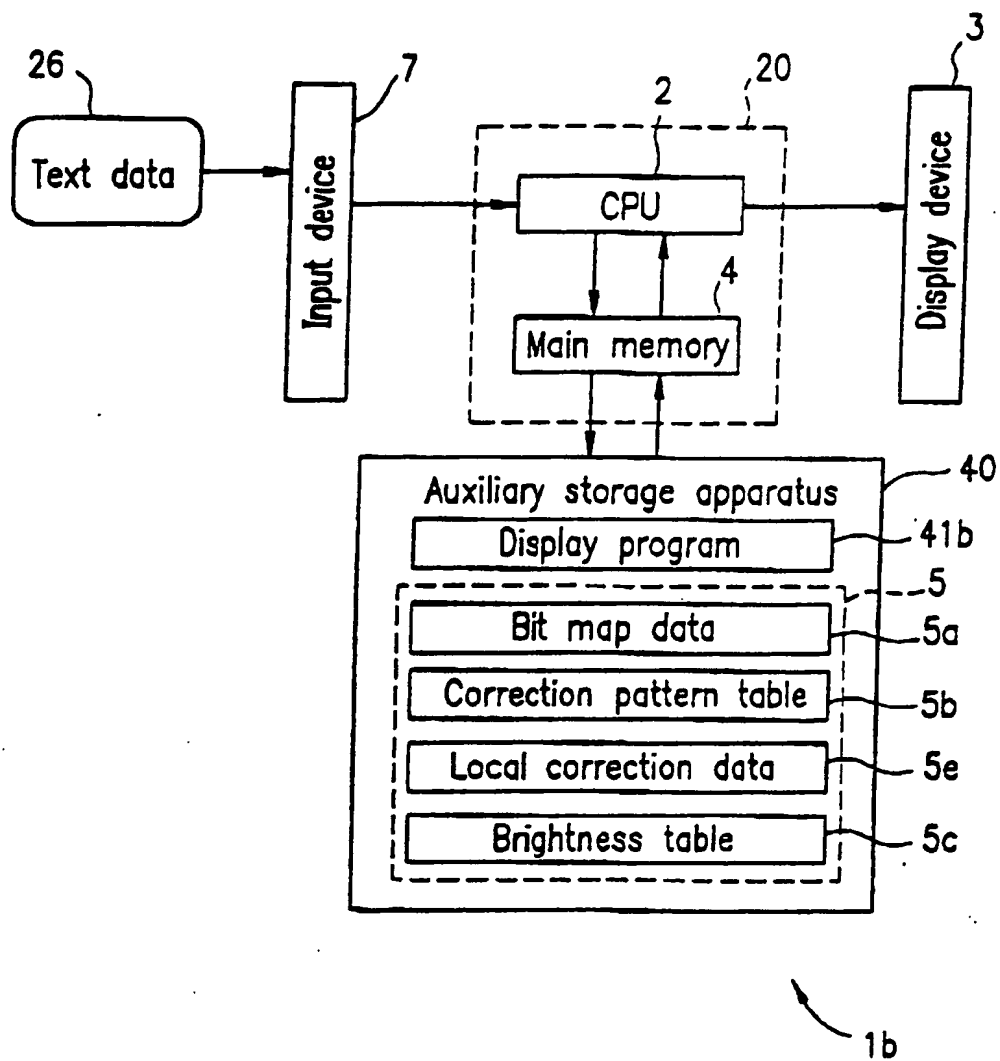 3
26
7
20
2
Text data
Input device
CPU
Display device
4
Main memory
40
Auxiliary storage apparatus
Display program
41b
5
Bit map data
5a
Correction pattern table
5b
Local correction data
5e
Brightness table
5c
1b